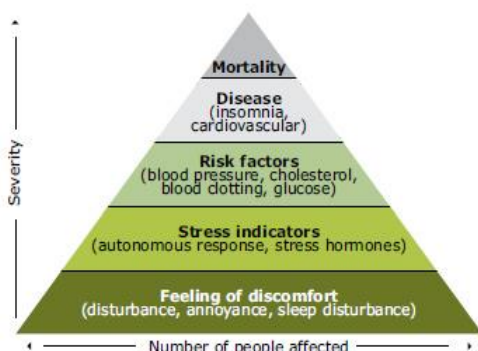 Mortality
Disease
(insomnia,
cardiovascular)
Risk factors
(blood pressure, cholesterol,
blood clotting, glucose)
Stress indicators
(autonomous response, stress hormones)
Feeling of discomfort
(disturbance, annoyance, sleep disturbance)
Severity
Number of people affected